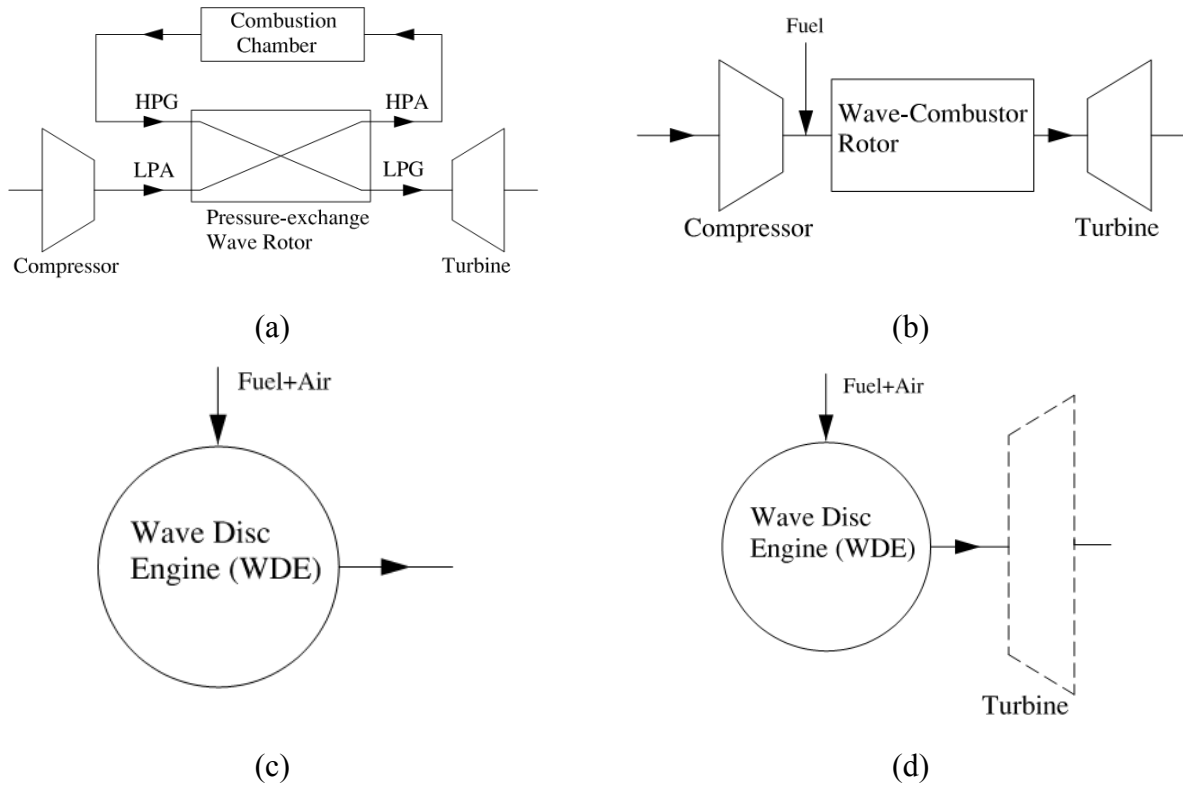 Combustion
Chamber
HPG
HPA
LPA
LPG
Pressure-exchange
Wave Rotor
Compressor
Turbine
(a)
Fuel
Wave-Combustor
Rotor
Compressor
Turbine
(b)
Fuel+Air
Wave Disc
Engine (WDE)
(c)
Fuel+Air
Wave Disc
Engine (WDE)
Turbine
(d)